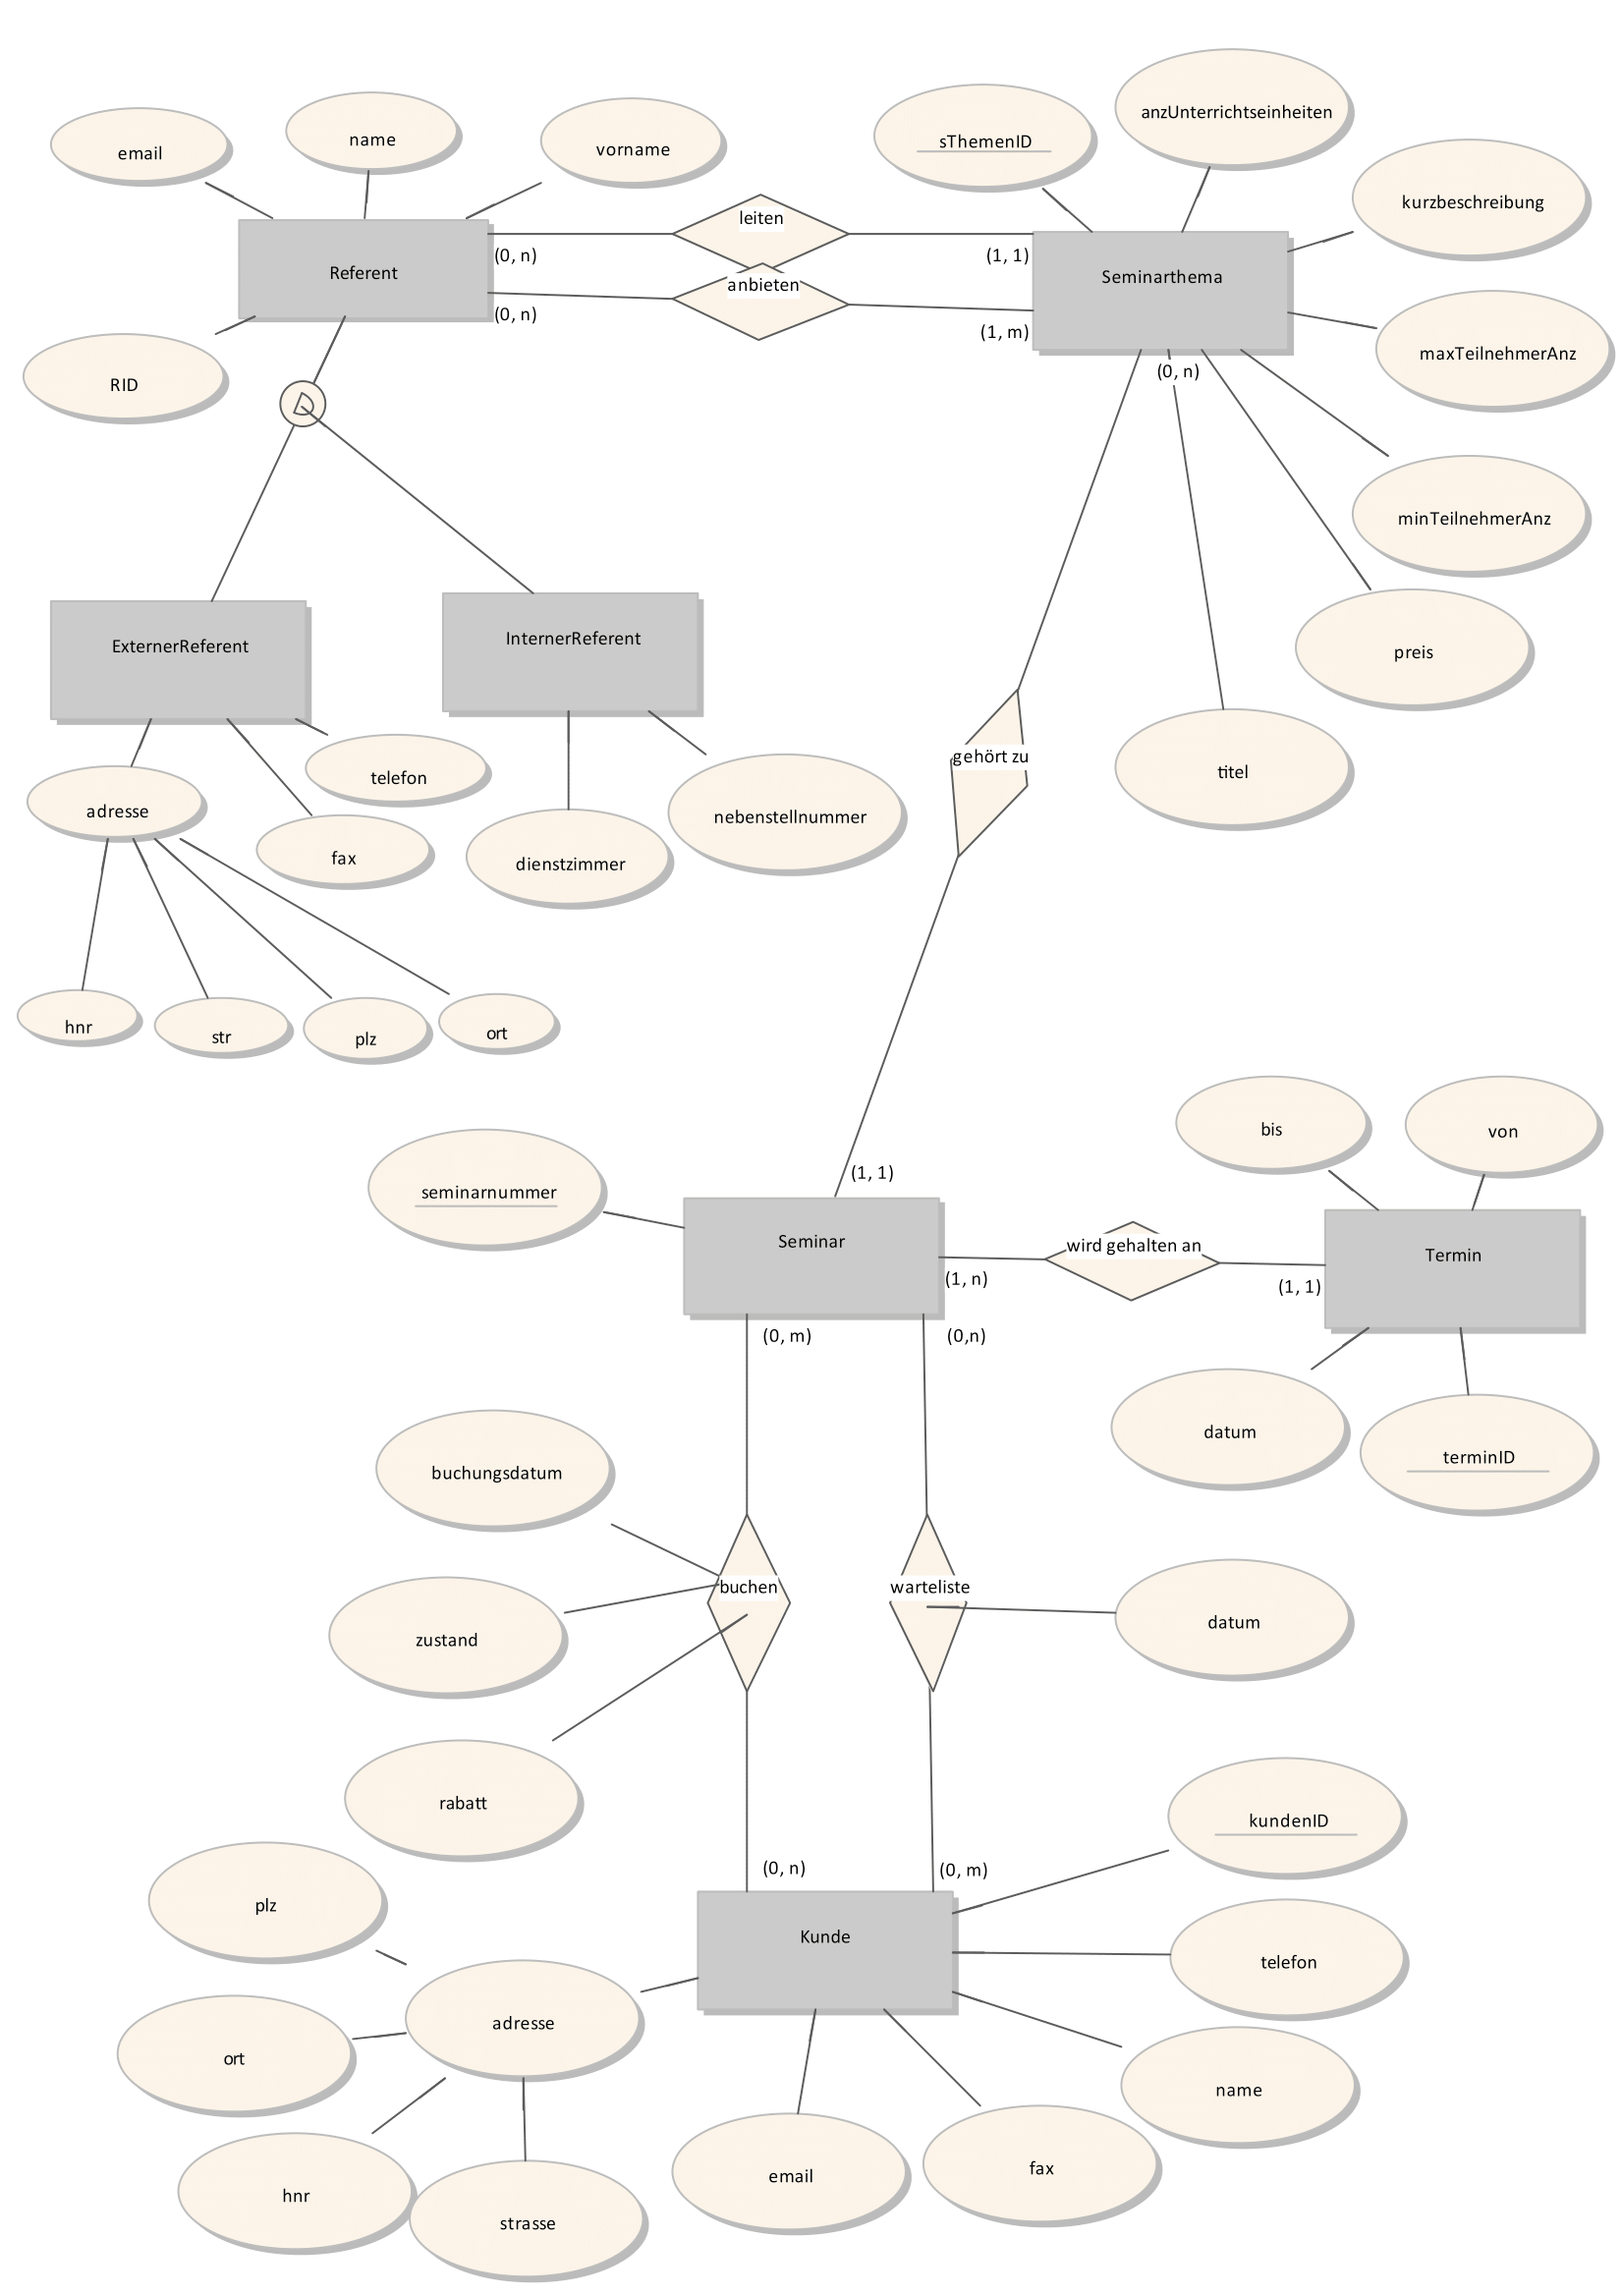 email
name
vorname
sThemenID
anzUnterrichtseinheiten
kurzbeschreibung
leiten
(0, n)
(1, 1)
Referent
Seminarthema
anbieten
(0, n)
(1, m)
RID
(0, n)
maxTeilnehmerAnz
minTeilnehmerAnz
ExternerReferent
InternerReferent
preis
gehört zu
titel
telefon
adresse
nebenstellnummer
fax
dienstzimmer
hnr
str
plz
ort
bis
von
(1, 1)
seminarnummer
Seminar
wird gehalten an
Termin
(1, n)
(1, 1)
(0, m)
(0,n)
datum
terminID
buchungsdatum
buchen
warteliste
datum
zustand
rabatt
kundenID
(0, n)
(0, m)
plz
Kunde
telefon
adresse
ort
name
email
fax
hnr
strasse